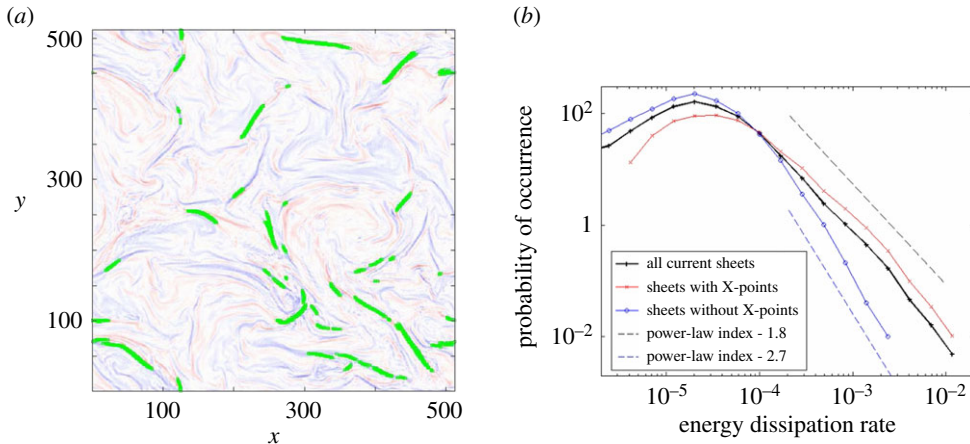 (a)
500
300
y
100
100
300
500
x
(b)
10²
1
10⁻²
probability of occurrence
all current sheets
sheets with X-points
sheets without X-points
power-law index - 1.8
power-law index - 2.7
10⁻⁵
10⁻⁴
10⁻³
10⁻²
energy dissipation rate